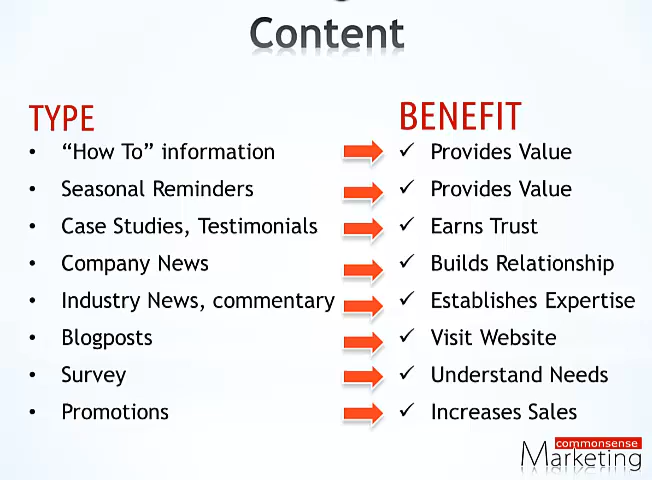 Content
TYPE BENEFIT
• “How To” information ✓ Provides Value
• Seasonal Reminders ✓ Provides Value
• Case Studies, Testimonials ✓ Earns Trust
• Company News ✓ Builds Relationship
• Industry News, commentary ✓ Establishes Expertise
• Blogposts ✓ Visit Website
• Survey ✓ Understand Needs
• Promotions ✓ Increases Sales
commonsense
Marketing